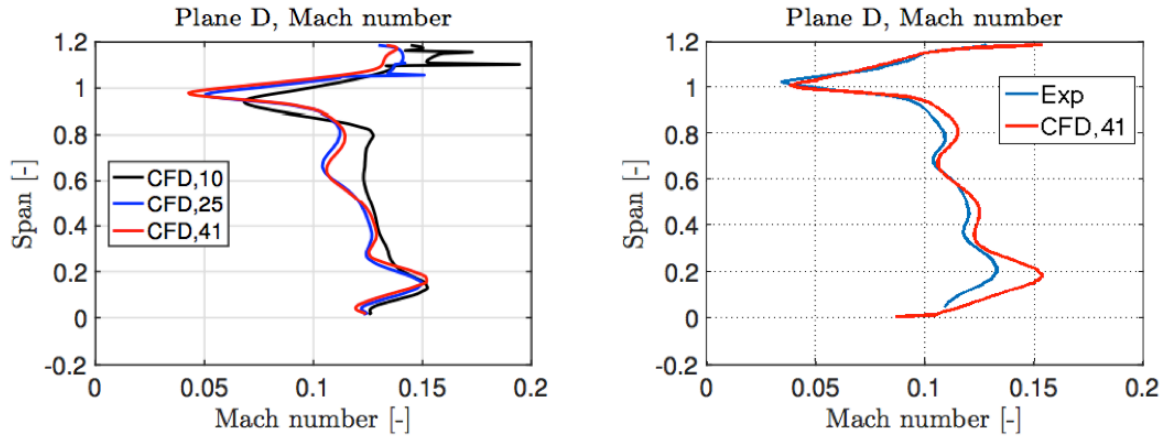 Plane D, Mach number
1.2
1
0.8
0.6
0.4
0.2
0
-0.2
Span [-]
CFD,10
CFD,25
CFD,41
0
0.05
0.1
0.15
0.2
Mach number [-]
Plane D, Mach number
1.2
1
0.8
0.6
0.4
0.2
0
-0.2
Span [-]
Exp
CFD,41
0
0.05
0.1
0.15
0.2
Mach number [-]